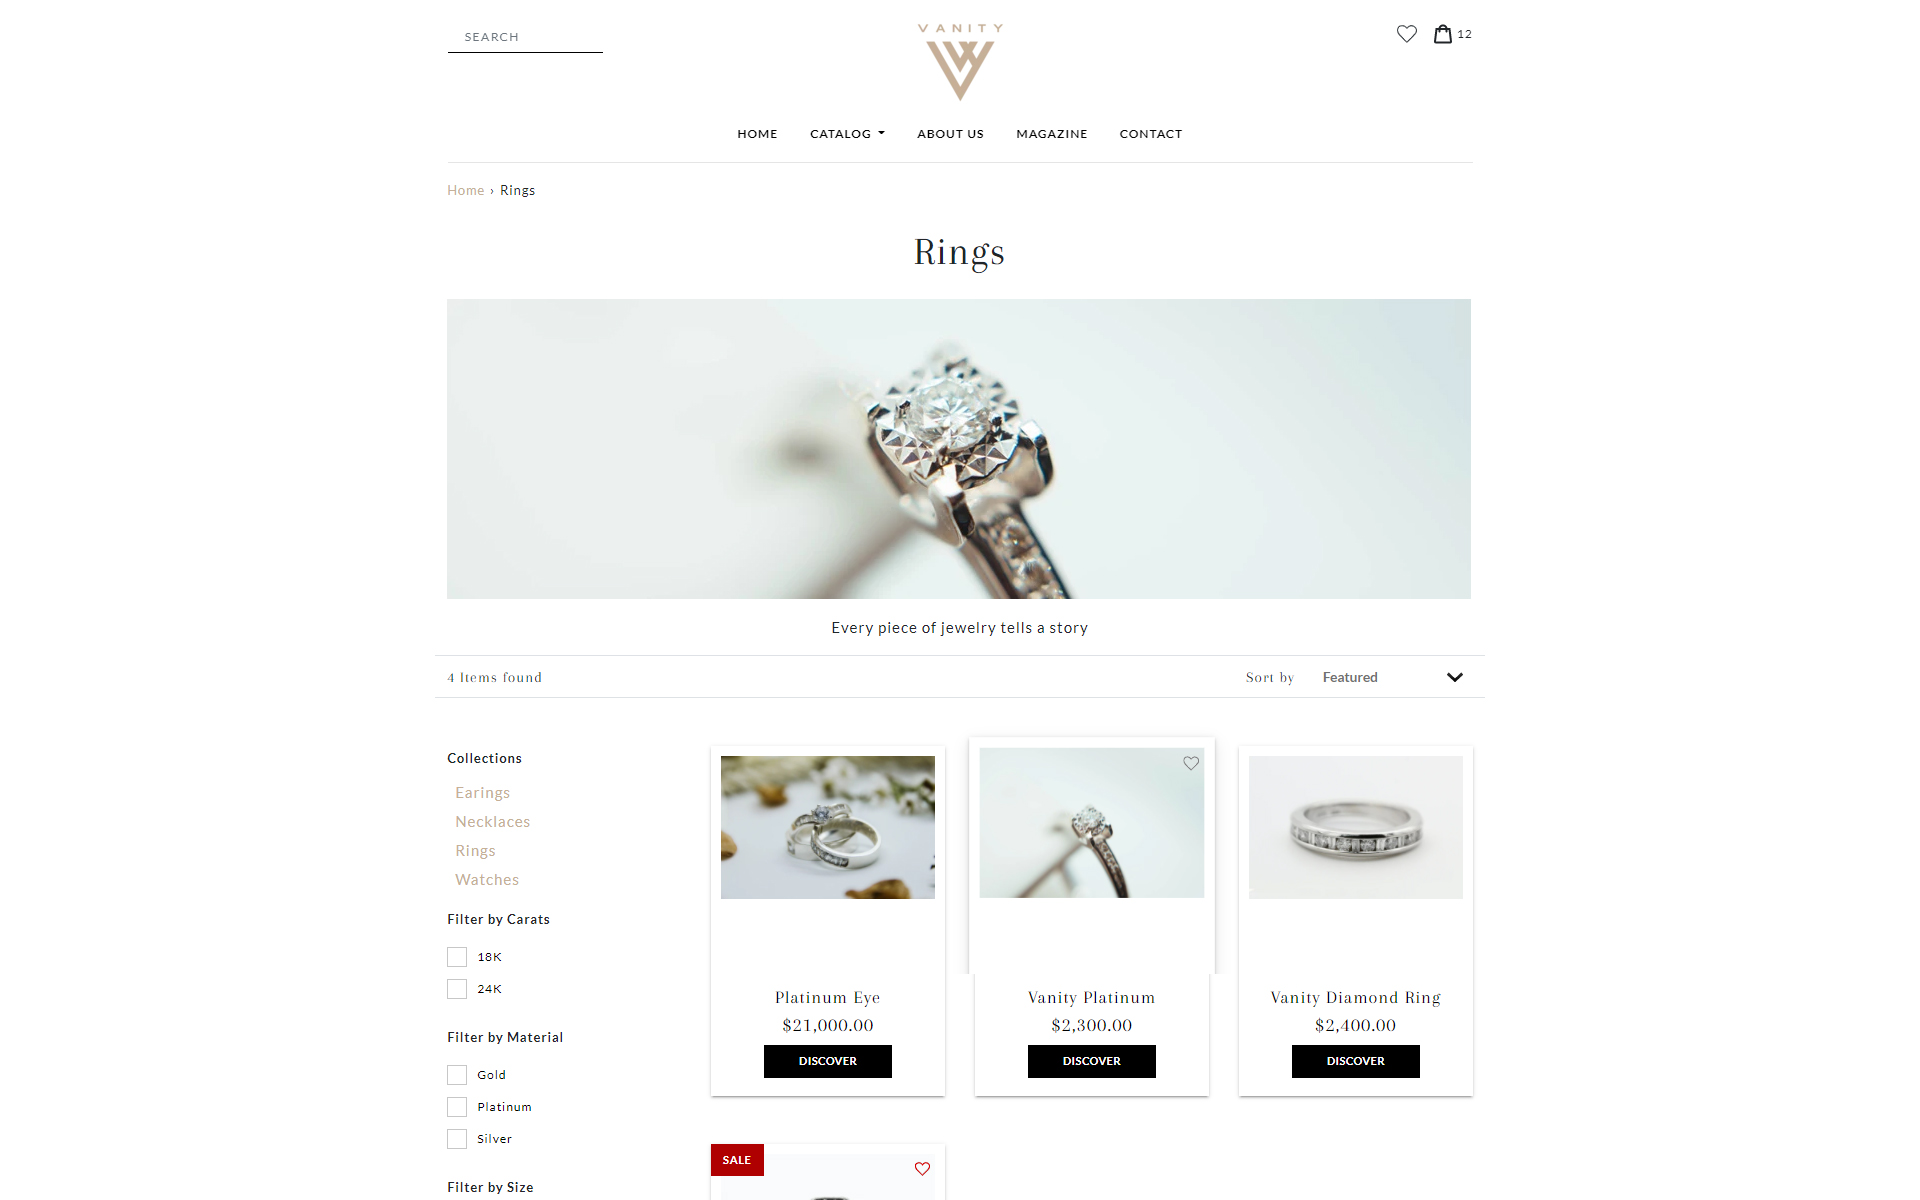 SEARCH
VANITY
12
HOME
CATALOG
ABOUT US
MAGAZINE
CONTACT
Home › Rings
Rings
Every piece of jewelry tells a story
4 Items found
Sort by
Featured
Collections
Earings
Necklaces
Rings
Watches
Filter by Carats
18K
24K
Filter by Material
Gold
Platinum
Silver
Filter by Size
Platinum Eye
$21,000.00
DISCOVER
Vanity Platinum
$2,300.00
DISCOVER
Vanity Diamond Ring
$2,400.00
DISCOVER
SALE